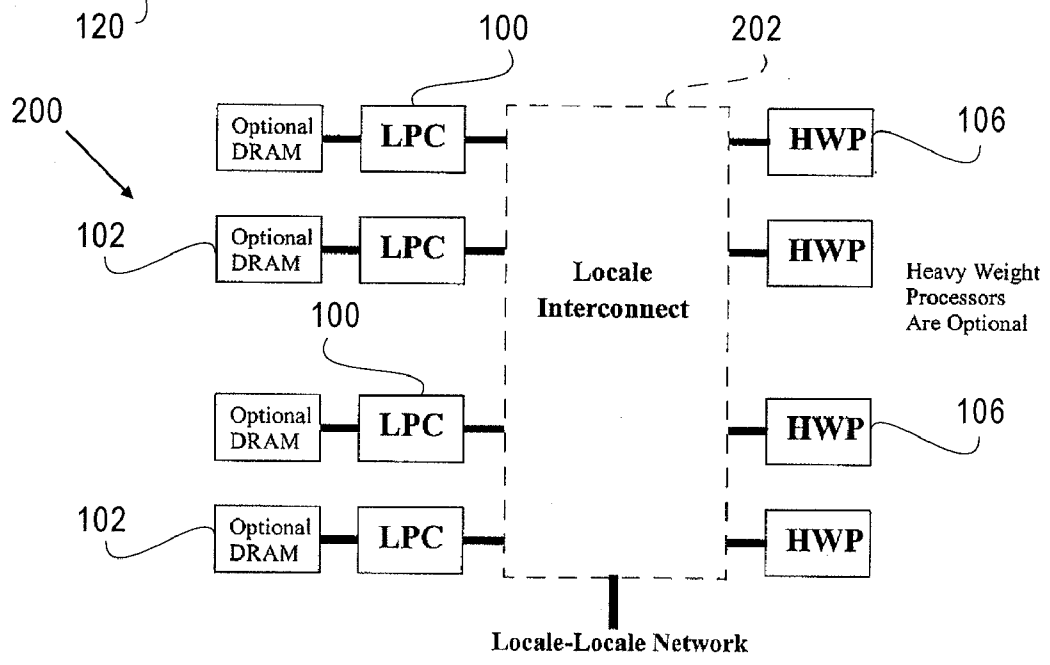 120
100
202
200
Optional
DRAM
LPC
HWP
106
102
Optional
DRAM
LPC
HWP
Locale
Interconnect
Heavy Weight
Processors
Are Optional
100
Optional
DRAM
LPC
HWP
106
102
Optional
DRAM
LPC
HWP
Locale-Locale Network